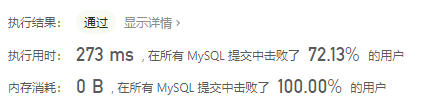 执行结果： 通过 显示详情 >
执行用时： 273 ms , 在所有 MySQL 提交中击败了 72.13% 的用户
内存消耗： 0 B , 在所有 MySQL 提交中击败了 100.00% 的用户